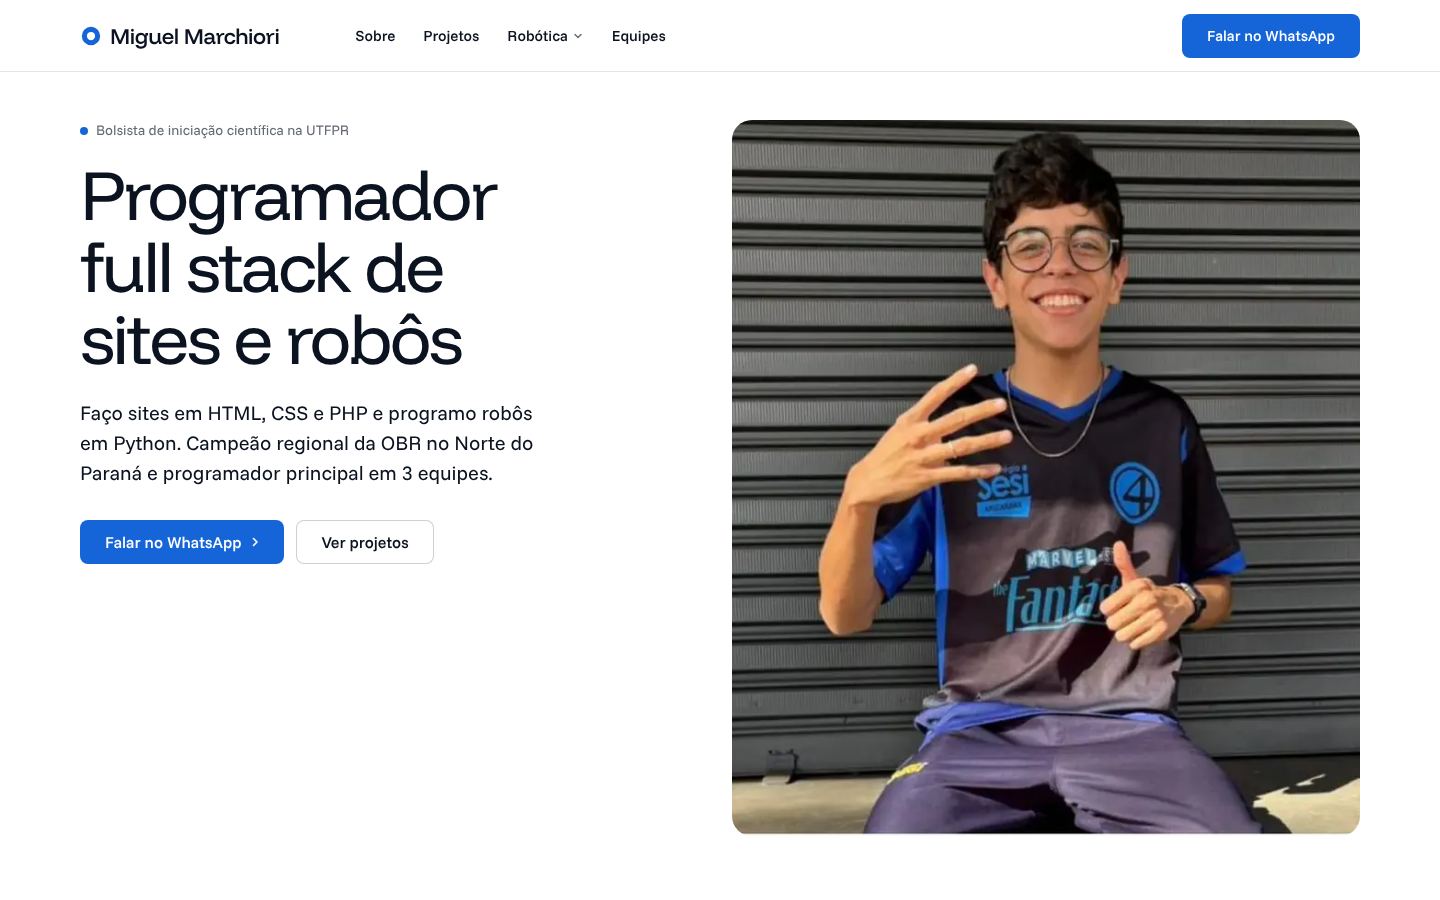 Miguel Marchiori
Sobre
Projetos
Robótica
Equipes
Falar no WhatsApp
Bolsista de iniciação científica na UTFPR
Programador
full stack de
sites e robôs
Faço sites em HTML, CSS e PHP e programo robôs
em Python. Campeão regional da OBR no Norte do
Paraná e programador principal em 3 equipes.
Falar no WhatsApp
Ver projetos
Sesi
4
MARVEL
the